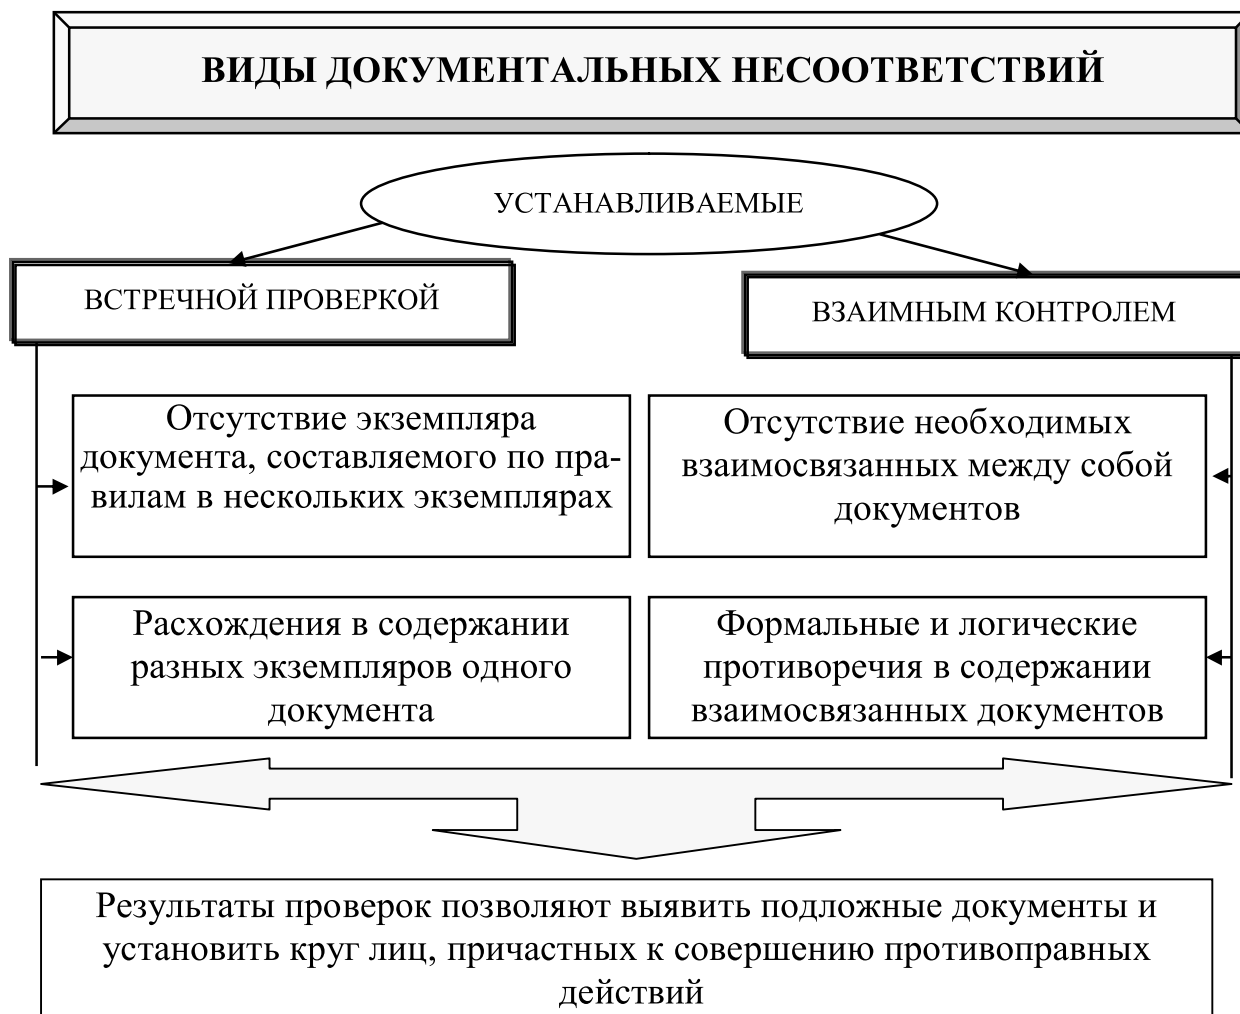 ВИДЫ ДОКУМЕНТАЛЬНЫХ НЕСООТВЕТСТВИЙ
УСТАНАВЛИВАЕМЫЕ
ВСТРЕЧНОЙ ПРОВЕРКОЙ
ВЗАИМНЫМ КОНТРОЛЕМ
Отсутствие экземпляра
документа, составляемого по пра-
вилам в нескольких экземплярах
Отсутствие необходимых
взаимосвязанных между собой
документов
Расхождения в содержании
разных экземпляров одного
документа
Формальные и логические
противоречия в содержании
взаимосвязанных документов
Результаты проверок позволяют выявить подложные документы и
установить круг лиц, причастных к совершению противоправных
действий